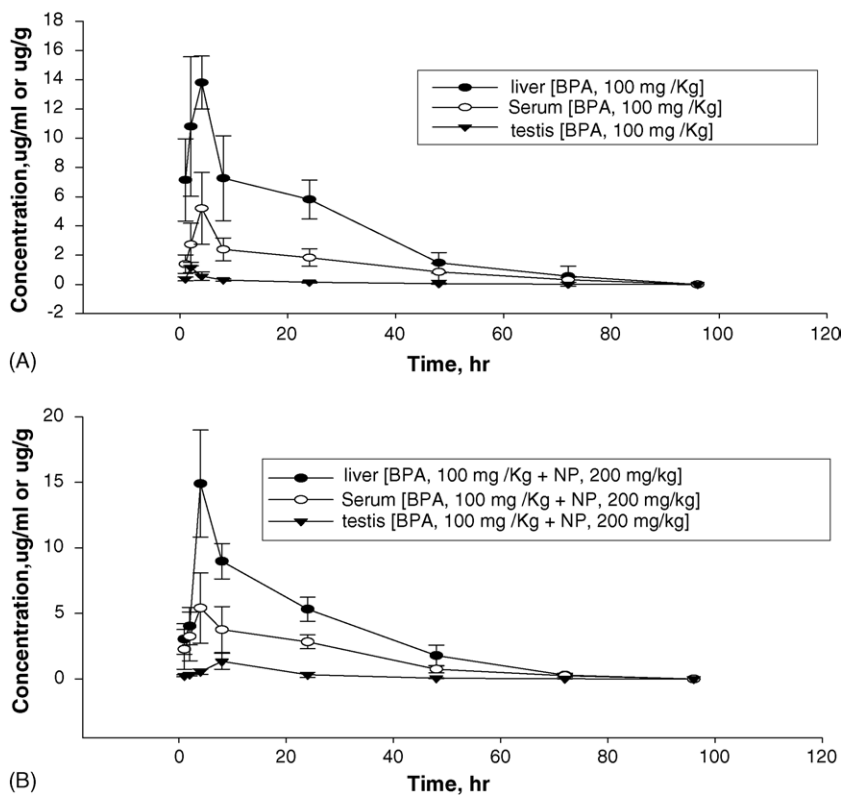 18
16
14
12
10
8
6
4
2
0
-2
Concentration,ug/ml or ug/g
liver [BPA, 100 mg /Kg]
Serum [BPA, 100 mg /Kg]
testis [BPA, 100 mg /Kg]
0 20 40 60 80 100 120
Time, hr
(A)
20
15
10
5
0
Concentration,ug/ml or ug/g
liver [BPA, 100 mg /Kg + NP, 200 mg/kg]
Serum [BPA, 100 mg /Kg + NP, 200 mg/kg]
testis [BPA, 100 mg /Kg + NP, 200 mg/kg]
0 20 40 60 80 100 120
Time, hr
(B)